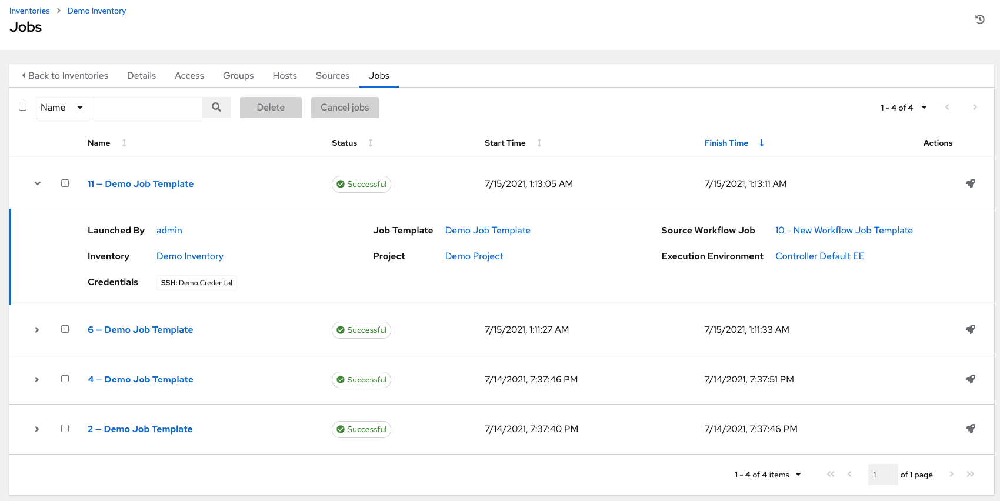 Inventories > Demo Inventory
Jobs
Back to Inventories Details Access Groups Hosts Sources Jobs
Name Delete Cancel jobs 1 - 4 of 4
Name Status Start Time Finish Time Actions
11 — Demo Job Template Successful 7/15/2021, 1:13:05 AM 7/15/2021, 1:13:11 AM
Launched By admin Job Template Demo Job Template Source Workflow Job 10 - New Workflow Job Template
Inventory Demo Inventory Project Demo Project Execution Environment Controller Default EE
Credentials SSH: Demo Credential
6 — Demo Job Template Successful 7/15/2021, 1:11:27 AM 7/15/2021, 1:11:33 AM
4 — Demo Job Template Successful 7/14/2021, 7:37:46 PM 7/14/2021, 7:37:51 PM
2 — Demo Job Template Successful 7/14/2021, 7:37:40 PM 7/14/2021, 7:37:46 PM
1 - 4 of 4 items 1 of 1 page